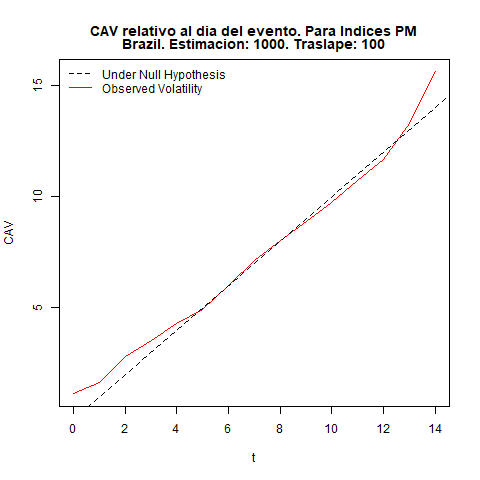 CAV relativo al dia del evento. Para Indices PM
Brazil. Estimacion: 1000. Traslape: 100
Under Null Hypothesis
Observed Volatility
15
10
5
CAV
0 2 4 6 8 10 12 14
t